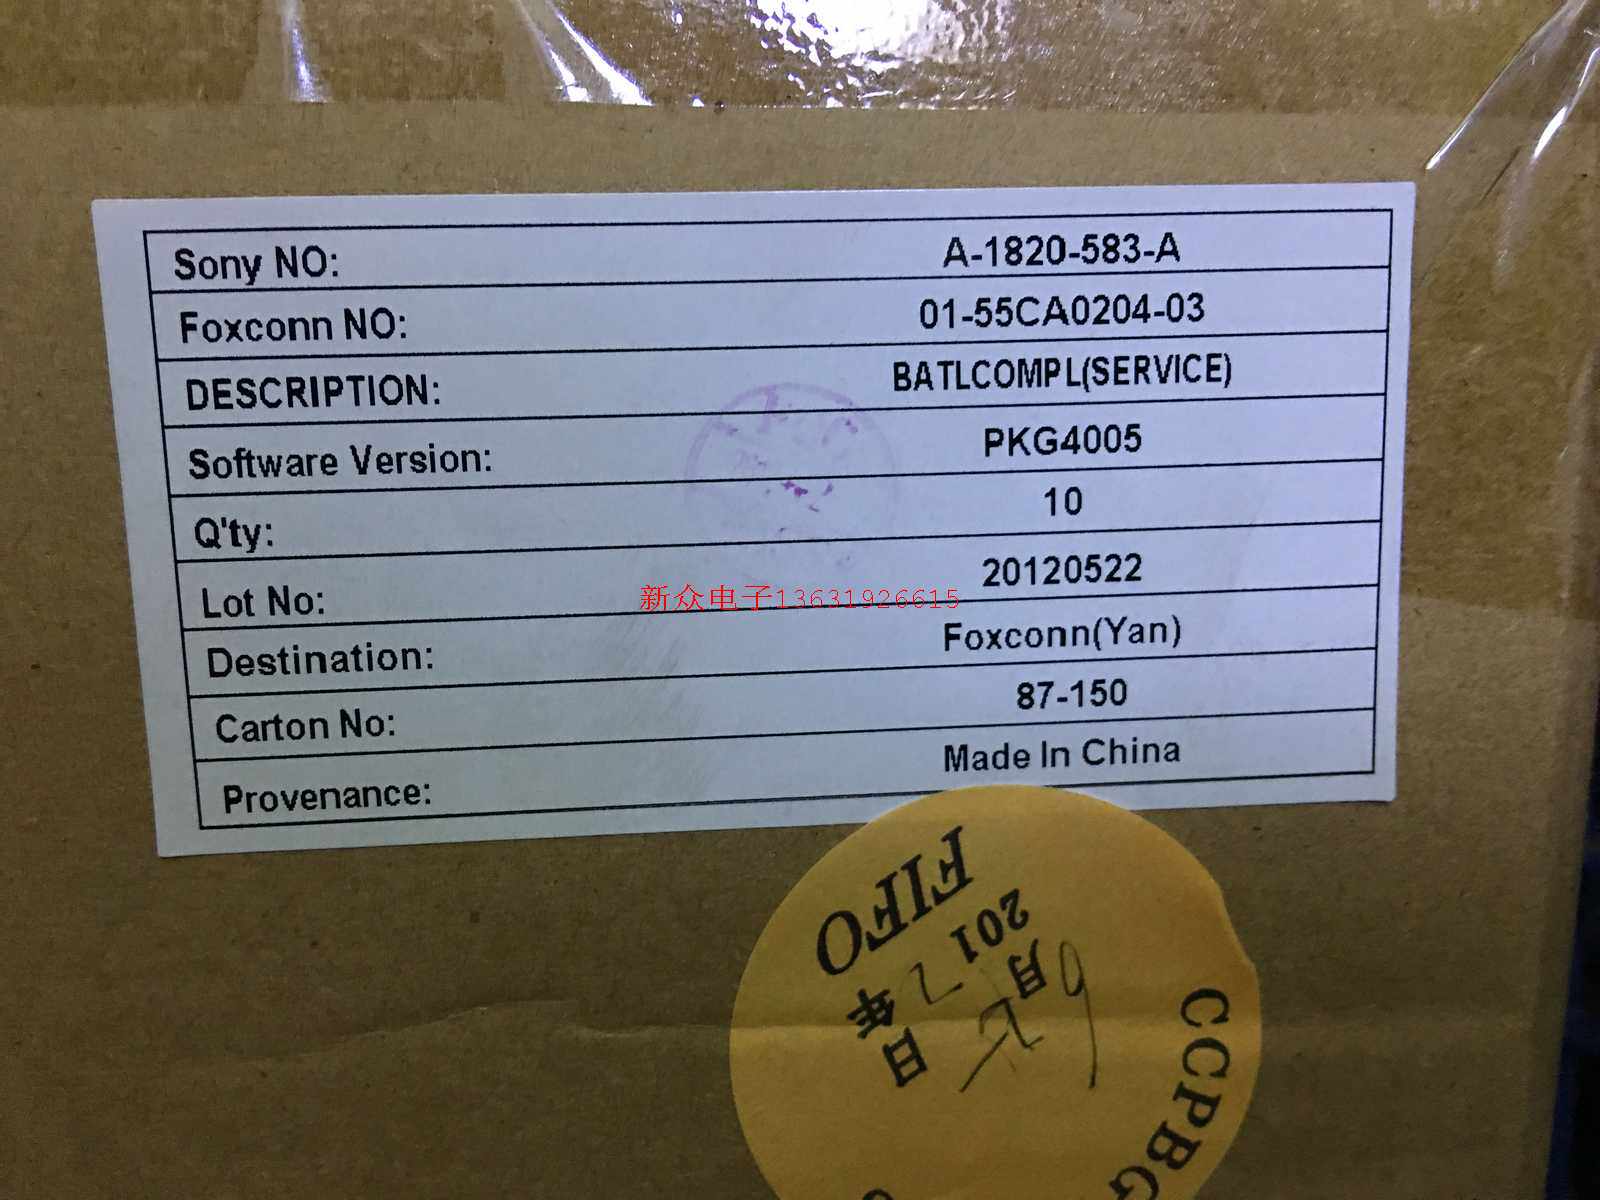 Sony NO: A-1820-583-A
Foxconn NO: 01-55CA0204-03
DESCRIPTION: BATLCOMPL(SERVICE)
Software Version: PKG4005
Q'ty: 10
Lot No: 20120522
新众电子13631926615
Destination: Foxconn(Yan)
Carton No: 87-150
Provenance: Made In China
FIFO
201 年
月
日
CCPBG